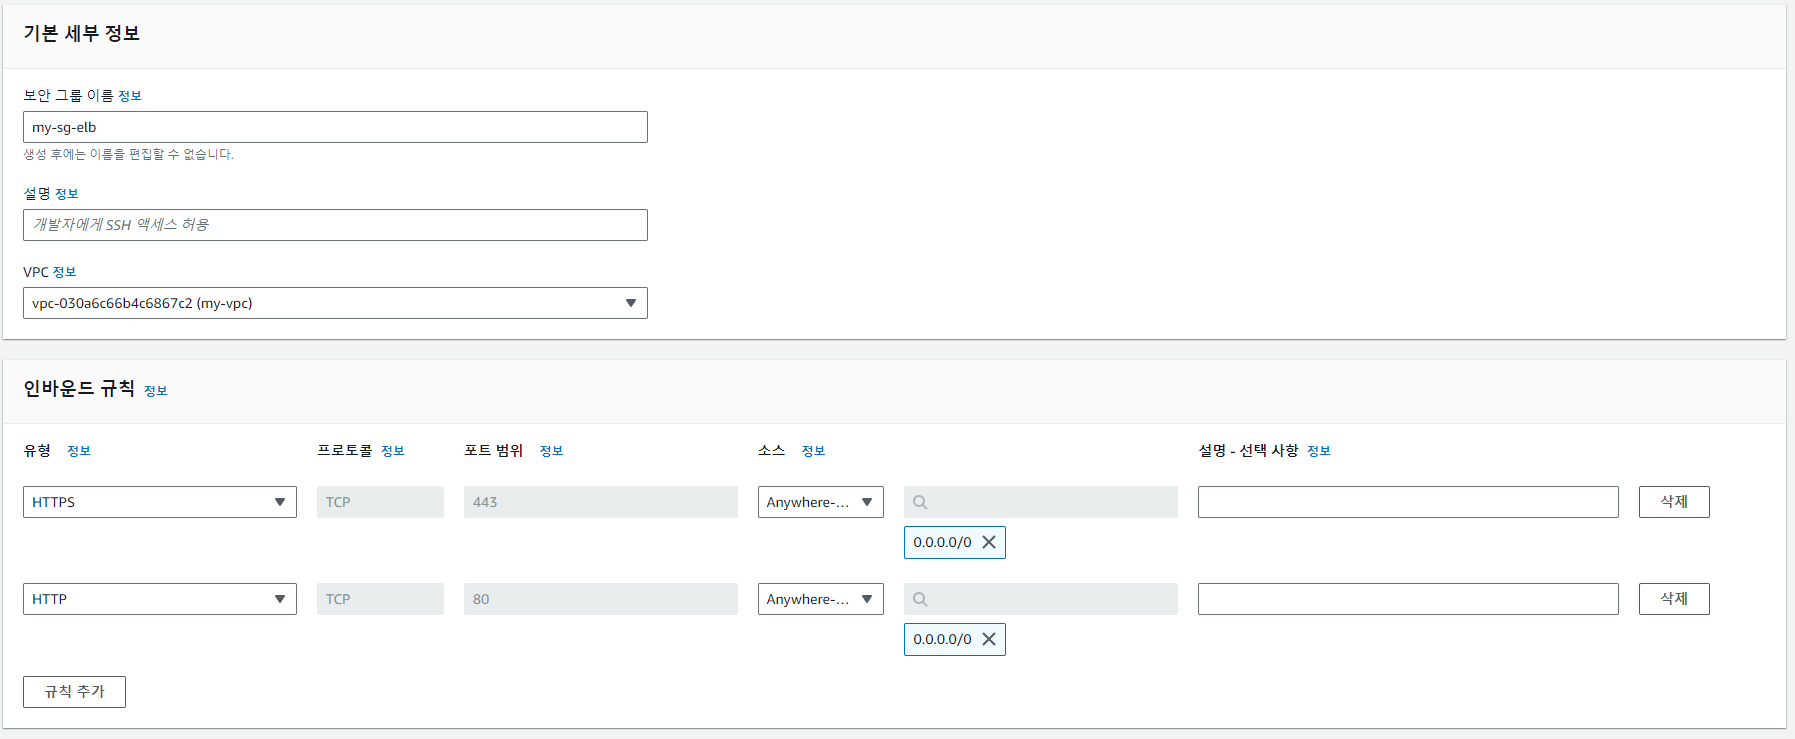 기본 세부 정보
보안 그룹 이름 정보
my-sg-elb
생성 후에는 이름을 편집할 수 없습니다.
설명 정보
개발자에게 SSH 액세스 허용
VPC 정보
vpc-030a6c66b4c6867c2 (my-vpc)
인바운드 규칙 정보
유형 정보 프로토콜 정보 포트 범위 정보 소스 정보 설명 - 선택 사항 정보
HTTPS TCP 443 Anywhere-... 삭제
0.0.0.0/0
HTTP TCP 80 Anywhere-... 삭제
0.0.0.0/0
규칙 추가